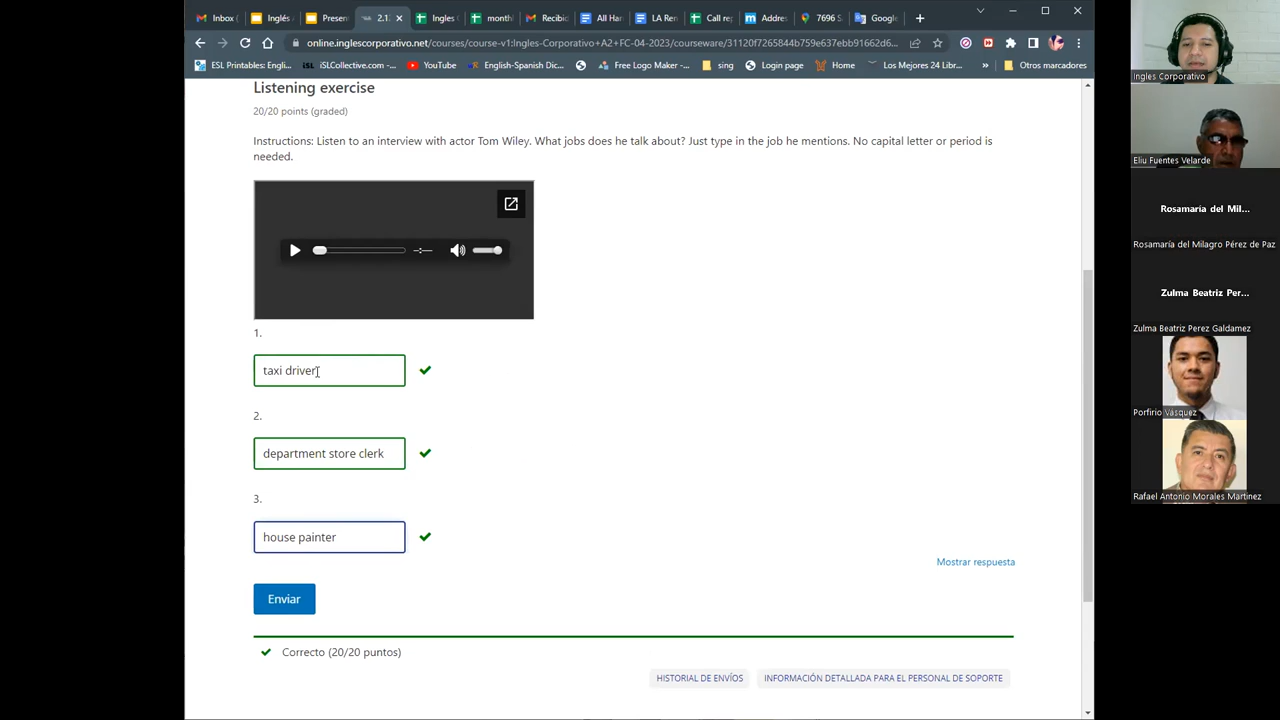 Inbox (
Inglés
Present
2.1.
Ingles
month
Recibid
All Har
LA Ren
Call re
Addres
7696 S
Google
online.inglescorporativo.net/courses/course-v1:Ingles-Corporativo+A2+FC-04-2023/courseware/31120f7265844b759e637ebb91662d6...
ESL Printables: Engli...
iSLCollective.com -...
YouTube
English-Spanish Dic...
Free Logo Maker -...
sing
Login page
Home
Los Mejores 24 Libr...
»
Otros marcadores
Listening exercise
20/20 points (graded)
Instructions: Listen to an interview with actor Tom Wiley. What jobs does he talk about? Just type in the job he mentions. No capital letter or period is
needed.
-:--
1.
taxi driver
2.
department store clerk
3.
house painter
Mostrar respuesta
Enviar
Correcto (20/20 puntos)
HISTORIAL DE ENVÍOS
INFORMACIÓN DETALLADA PARA EL PERSONAL DE SOPORTE
Ingles Corporativo
Eliu Fuentes Velarde
Rosamaría del Mil...
Rosamaría del Milagro Pérez de Paz
Zulma Beatriz Per...
Zulma Beatriz Perez Galdamez
Porfirio Vasquez
Rafael Antonio Morales Martinez